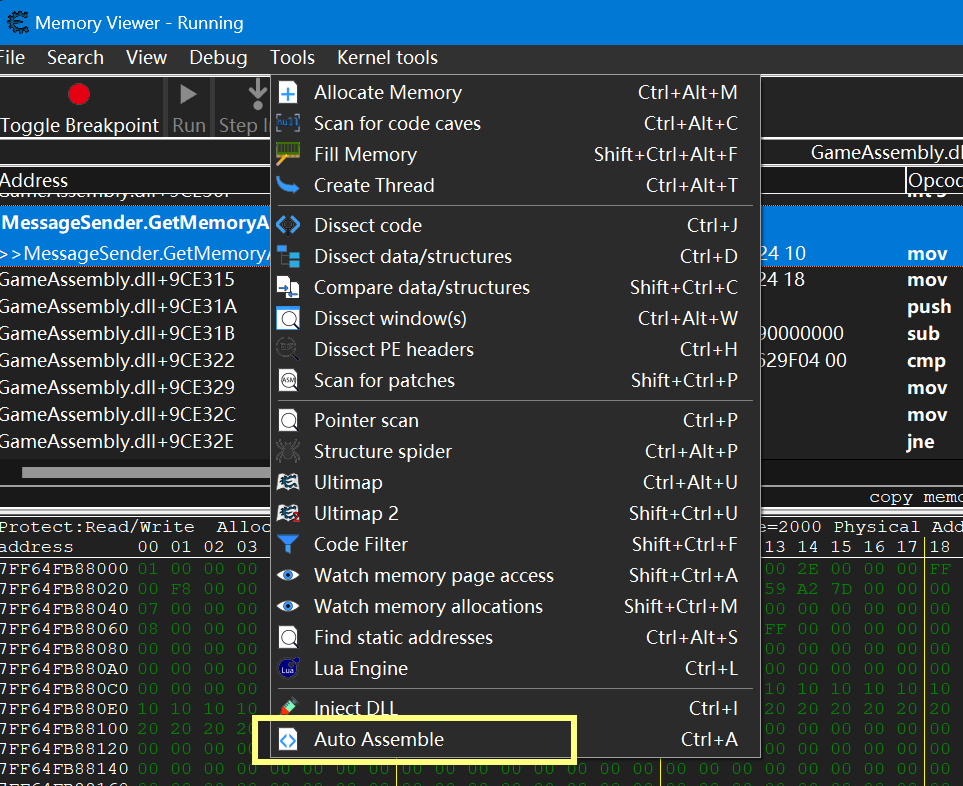 Memory Viewer - Running
File Search View Debug Tools Kernel tools
Toggle Breakpoint Run Step
GameAssembly.dl
Address Opcod
MessageSender.GetMemoryA
>>MessageSender.GetMemoryA 24 10 mov
GameAssembly.dll+9CE315 24 18 mov
GameAssembly.dll+9CE31A push
GameAssembly.dll+9CE31B 90000000 sub
GameAssembly.dll+9CE322 629F04 00 cmp
GameAssembly.dll+9CE329 mov
GameAssembly.dll+9CE32C mov
GameAssembly.dll+9CE32E jne
Allocate Memory Ctrl+Alt+M
Scan for code caves Ctrl+Alt+C
Fill Memory Shift+Ctrl+Alt+F
Create Thread Ctrl+Alt+T
Dissect code Ctrl+J
Dissect data/structures Ctrl+D
Compare data/structures Shift+Ctrl+C
Dissect window(s) Ctrl+Alt+W
Dissect PE headers Ctrl+H
Scan for patches Shift+Ctrl+P
Pointer scan Ctrl+P
Structure spider Ctrl+Alt+P
Ultimap Ctrl+Alt+U
Ultimap 2 Shift+Ctrl+U
Code Filter Shift+Ctrl+F
Watch memory page access Shift+Ctrl+A
Watch memory allocations Shift+Ctrl+M
Find static addresses Ctrl+Alt+S
Lua Engine Ctrl+L
Inject DLL Ctrl+I
Auto Assemble Ctrl+A
copy memo
Protect:Read/Write Alloc e=2000 Physical Add
address 00 01 02 03 13 14 15 16 17 18
7FF64FB88000 01 00 00 00 00 2E 00 00 00 FF
7FF64FB88020 00 F8 00 00 59 A2 7D 00 00 00
7FF64FB88040 07 00 00 00 00 00 00 00 00 00
7FF64FB88060 08 00 00 00 FF 00 00 00 00 00
7FF64FB88080 00 00 00 00 00 00 00 00 00 00
7FF64FB880A0 00 00 00 00 00 00 00 00 00 00
7FF64FB880C0 00 00 00 00 10 10 10 10 10 10
7FF64FB880E0 10 10 10 10 20 20 20 20 20 20
7FF64FB88100 20 20 20 20 00 00 00 00 00 00
7FF64FB88120 00 00 00 00 00 00 00 00 00
7FF64FB88140 00 00 00 00 00 00 00 00 00 00 00 00 00 00 00 00 00 00 00 00 00 00 00 00 00